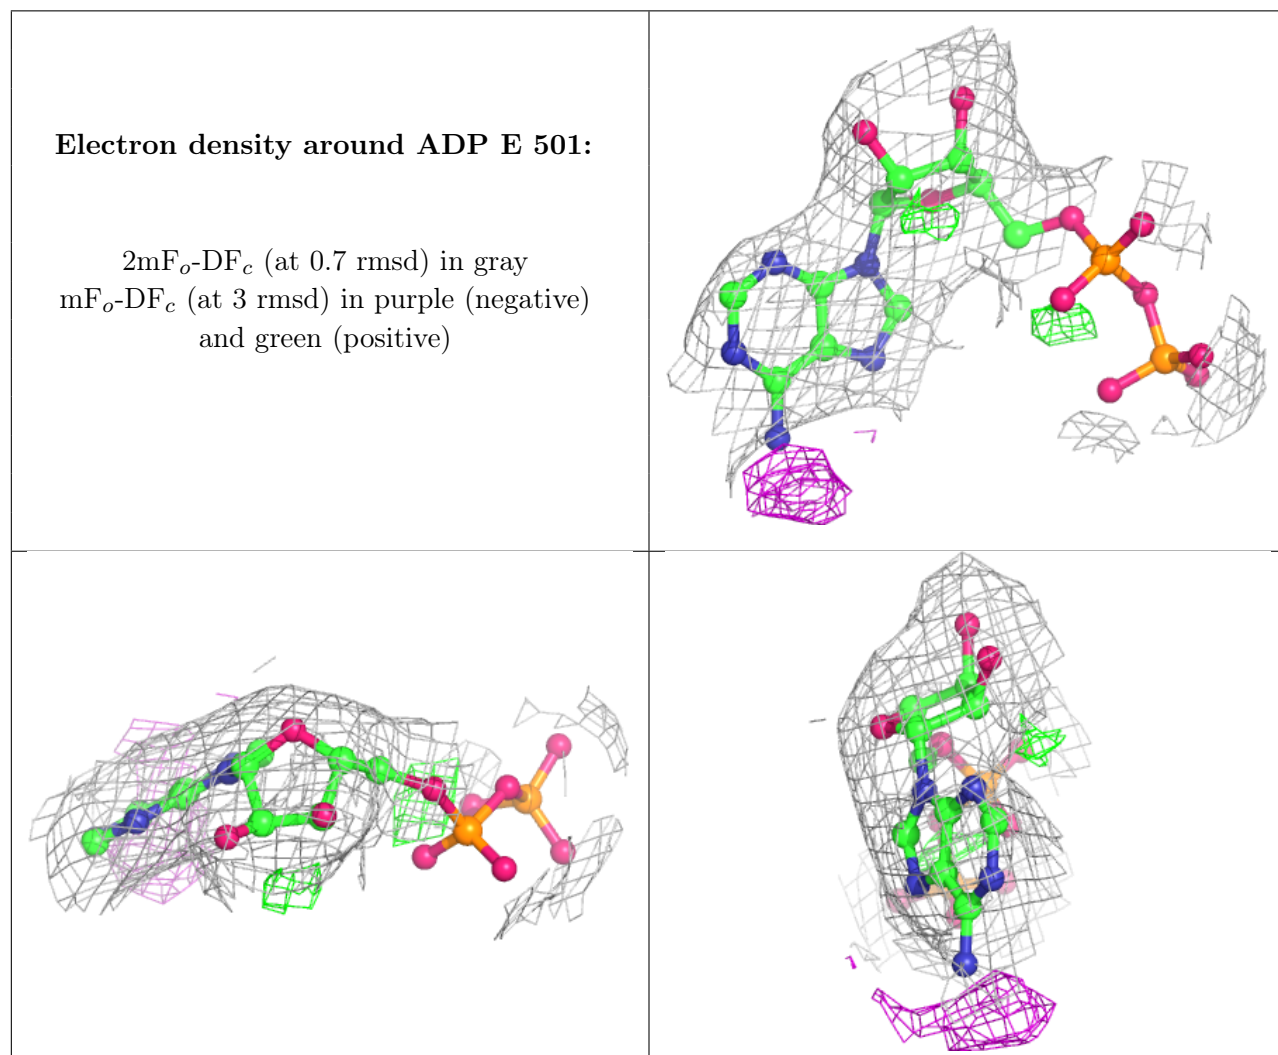 Electron density around ADP E 501:
2mFₒ-DF𝒸 (at 0.7 rmsd) in gray
mFₒ-DF𝒸 (at 3 rmsd) in purple (negative)
and green (positive)